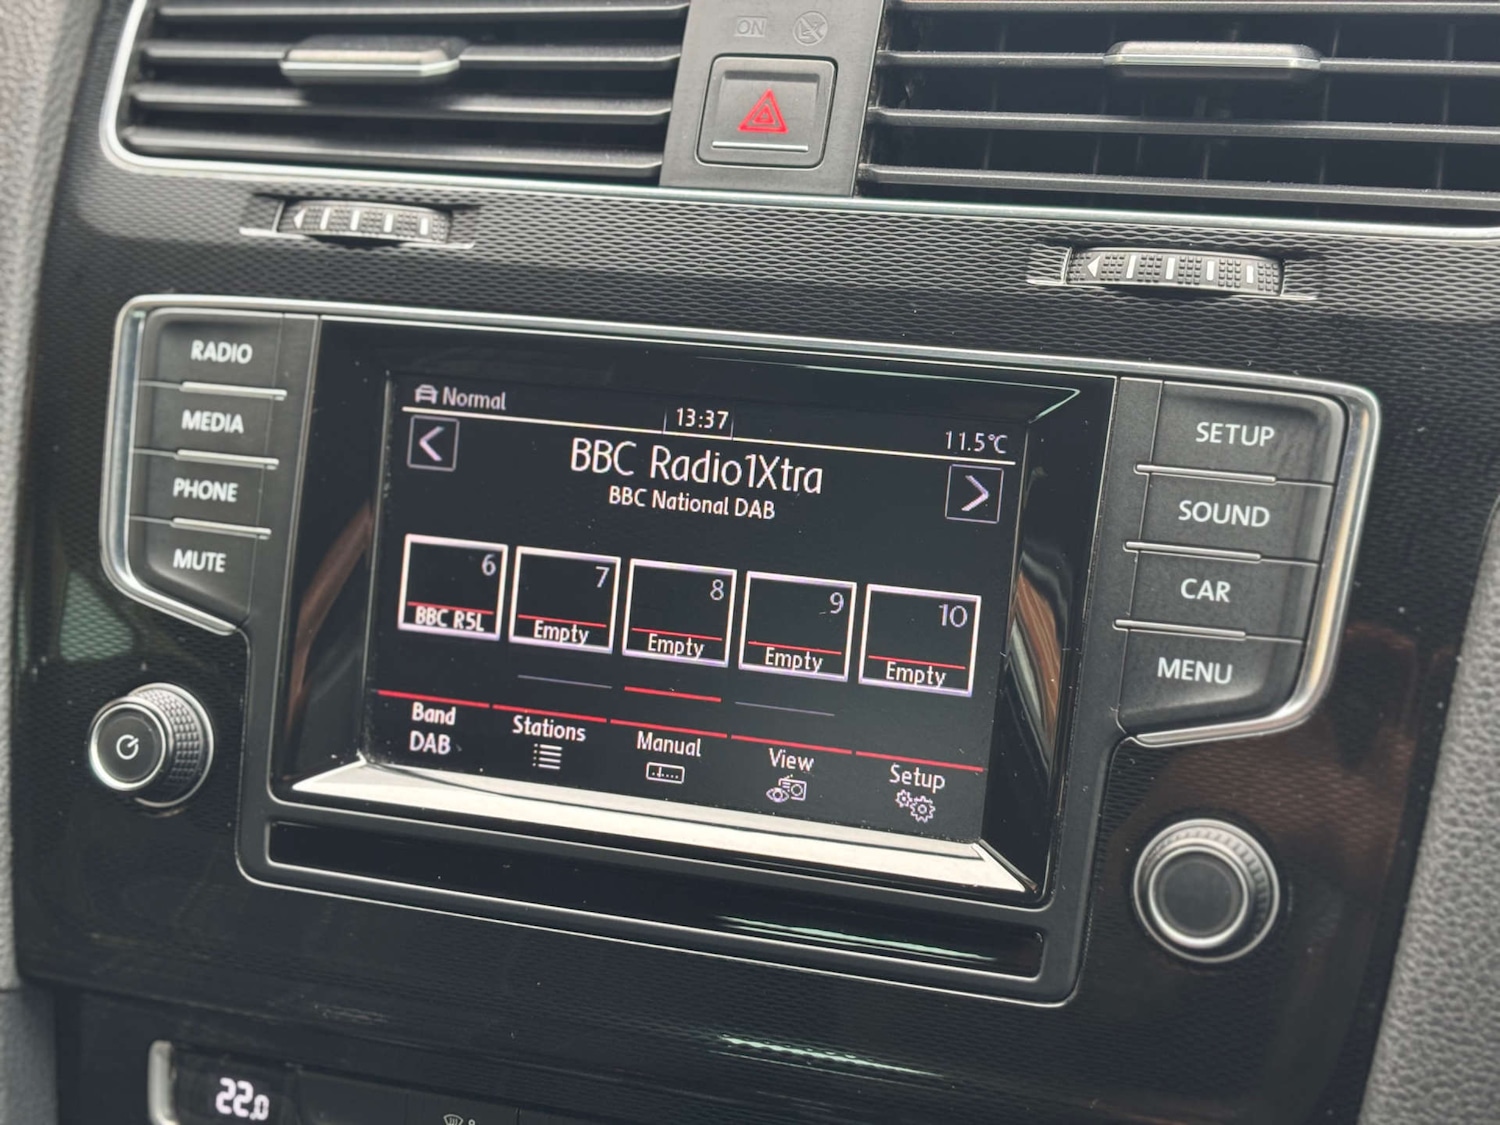 ON
RADIO
MEDIA
PHONE
MUTE
Normal
13:37
11.5°C
BBC Radio1Xtra
BBC National DAB
6
BBC R5L
7
Empty
8
Empty
9
Empty
10
Empty
Band
DAB
Stations
Manual
View
Setup
SETUP
SOUND
CAR
MENU
22.0